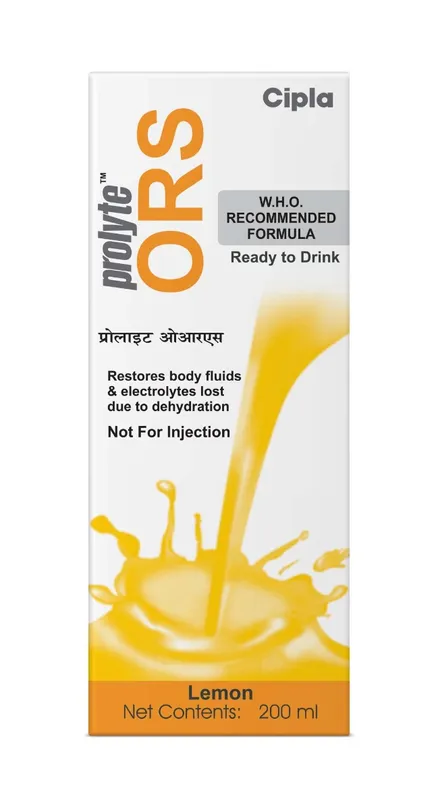 Cipla
prolyte™
ORS
W.H.O.
RECOMMENDED
FORMULA
Ready to Drink
प्रोलाइट ओआरएस
Restores body fluids
& electrolytes lost
due to dehydration
Not For Injection
Lemon
Net Contents: 200 ml